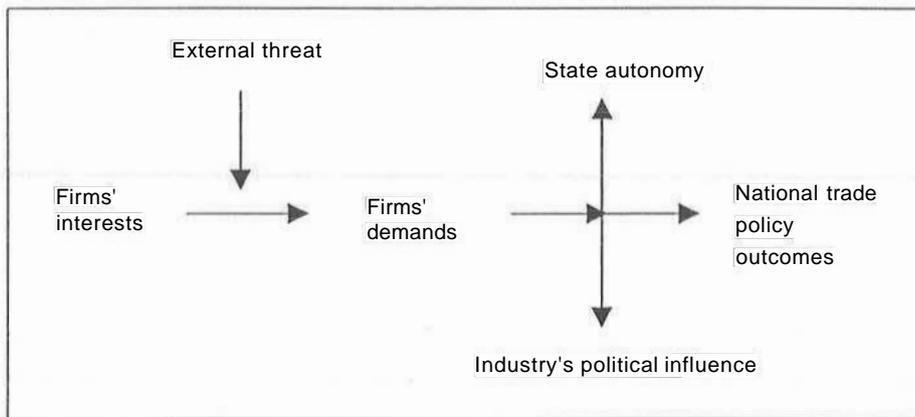 External threat
State autonomy
Firms'
interests
Firms'
demands
National trade
policy
outcomes
Industry's political influence